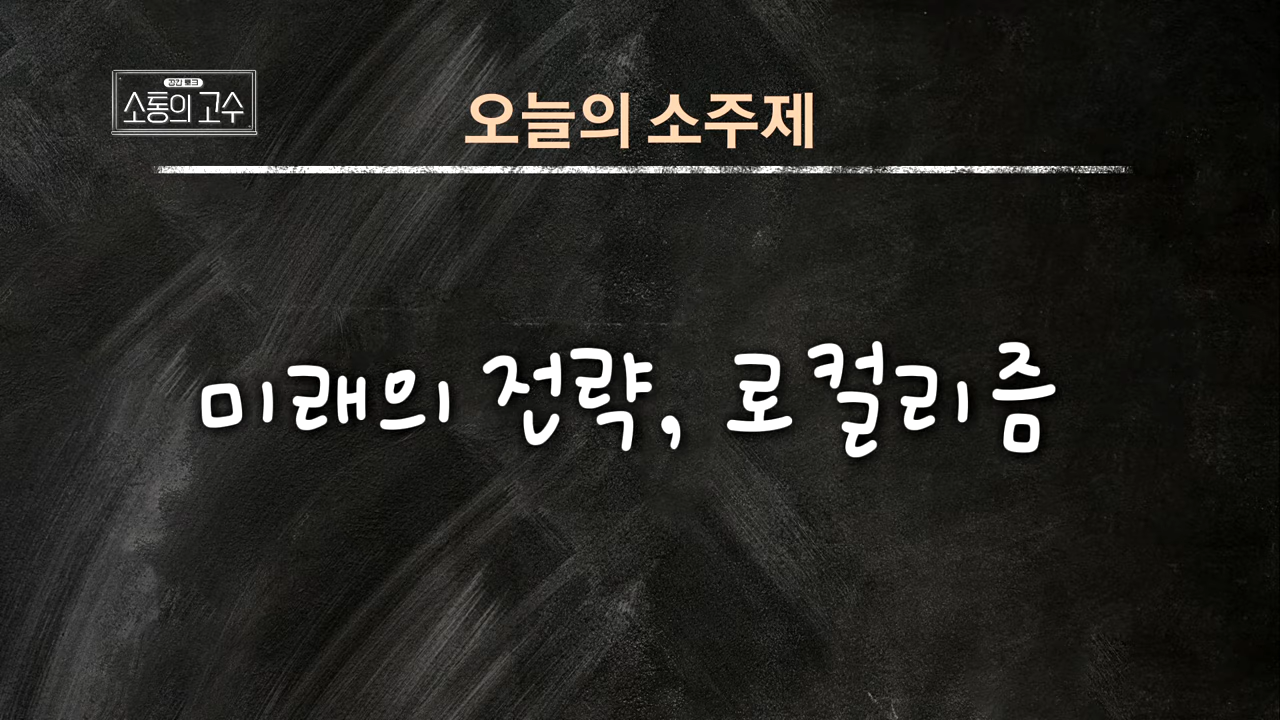 소통의 고수
오늘의 소주제
미래의 전략, 로컬리즘